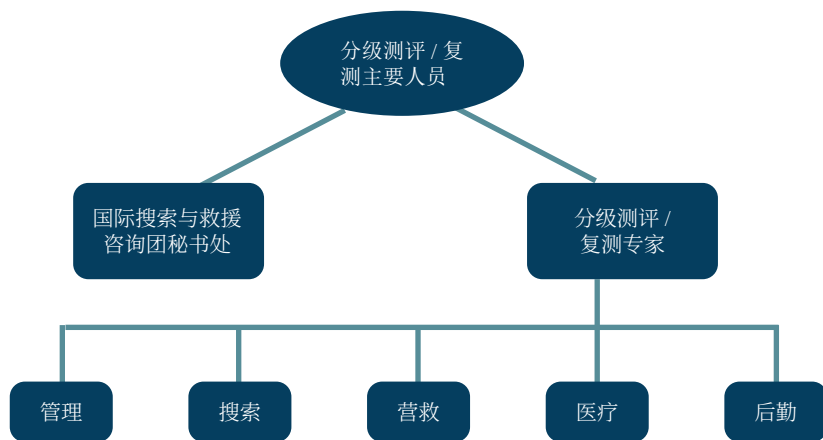 分级测评 / 复
测主要人员
国际搜索与救援
咨询团秘书处
分级测评 /
复测专家
管理
搜索
营救
医疗
后勤